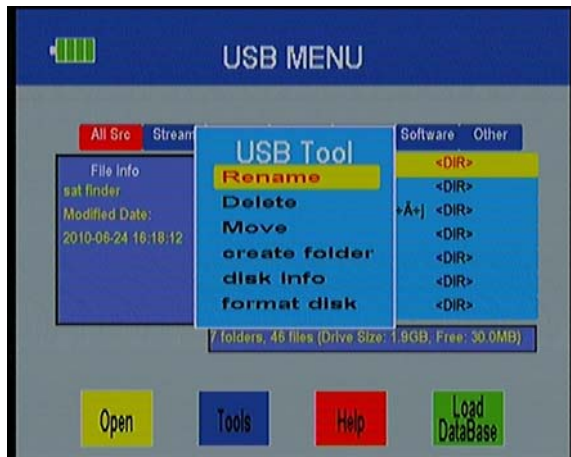 USB MENU
All Src Stream Software Other
USB Tool
Rename
Delete
Move
create folder
disk info
format disk
File Info
sat finder
Modified Date:
2010-06-24 16:18:12
<DIR>
<DIR>
<DIR>
<DIR>
<DIR>
<DIR>
<DIR>
7 folders, 46 files (Drive Size: 1.9GB, Free: 30.0MB)
Open Tools Help Load DataBase